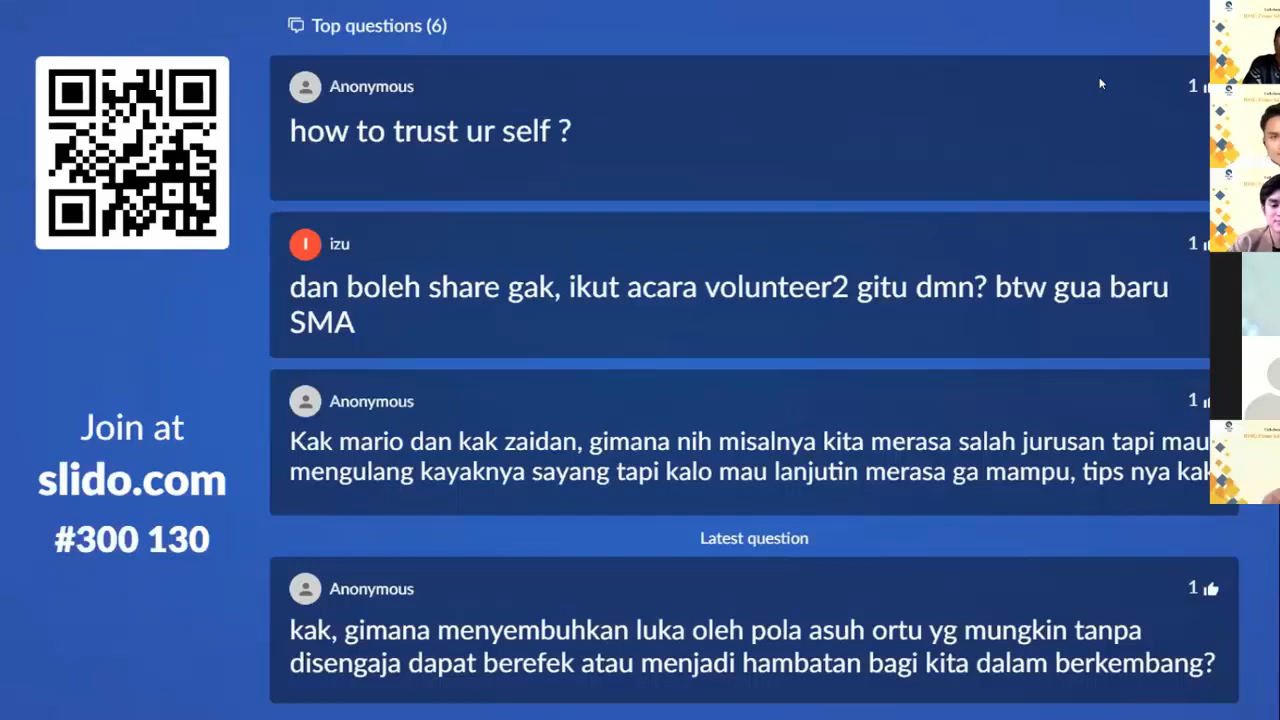 Top questions (6)
Anonymous
1
how to trust ur self ?
I izu
1
dan boleh share gak, ikut acara volunteer2 gitu dmn? btw gua baru
SMA
Anonymous
1
Kak mario dan kak zaidan, gimana nih misalnya kita merasa salah jurusan tapi mau
mengulang kayaknya sayang tapi kalo mau lanjutin merasa ga mampu, tips nya kak
Latest question
Anonymous
1
kak, gimana menyembuhkan luka oleh pola asuh ortu yg mungkin tanpa
disengaja dapat berefek atau menjadi hambatan bagi kita dalam berkembang?
Join at
slido.com
#300 130